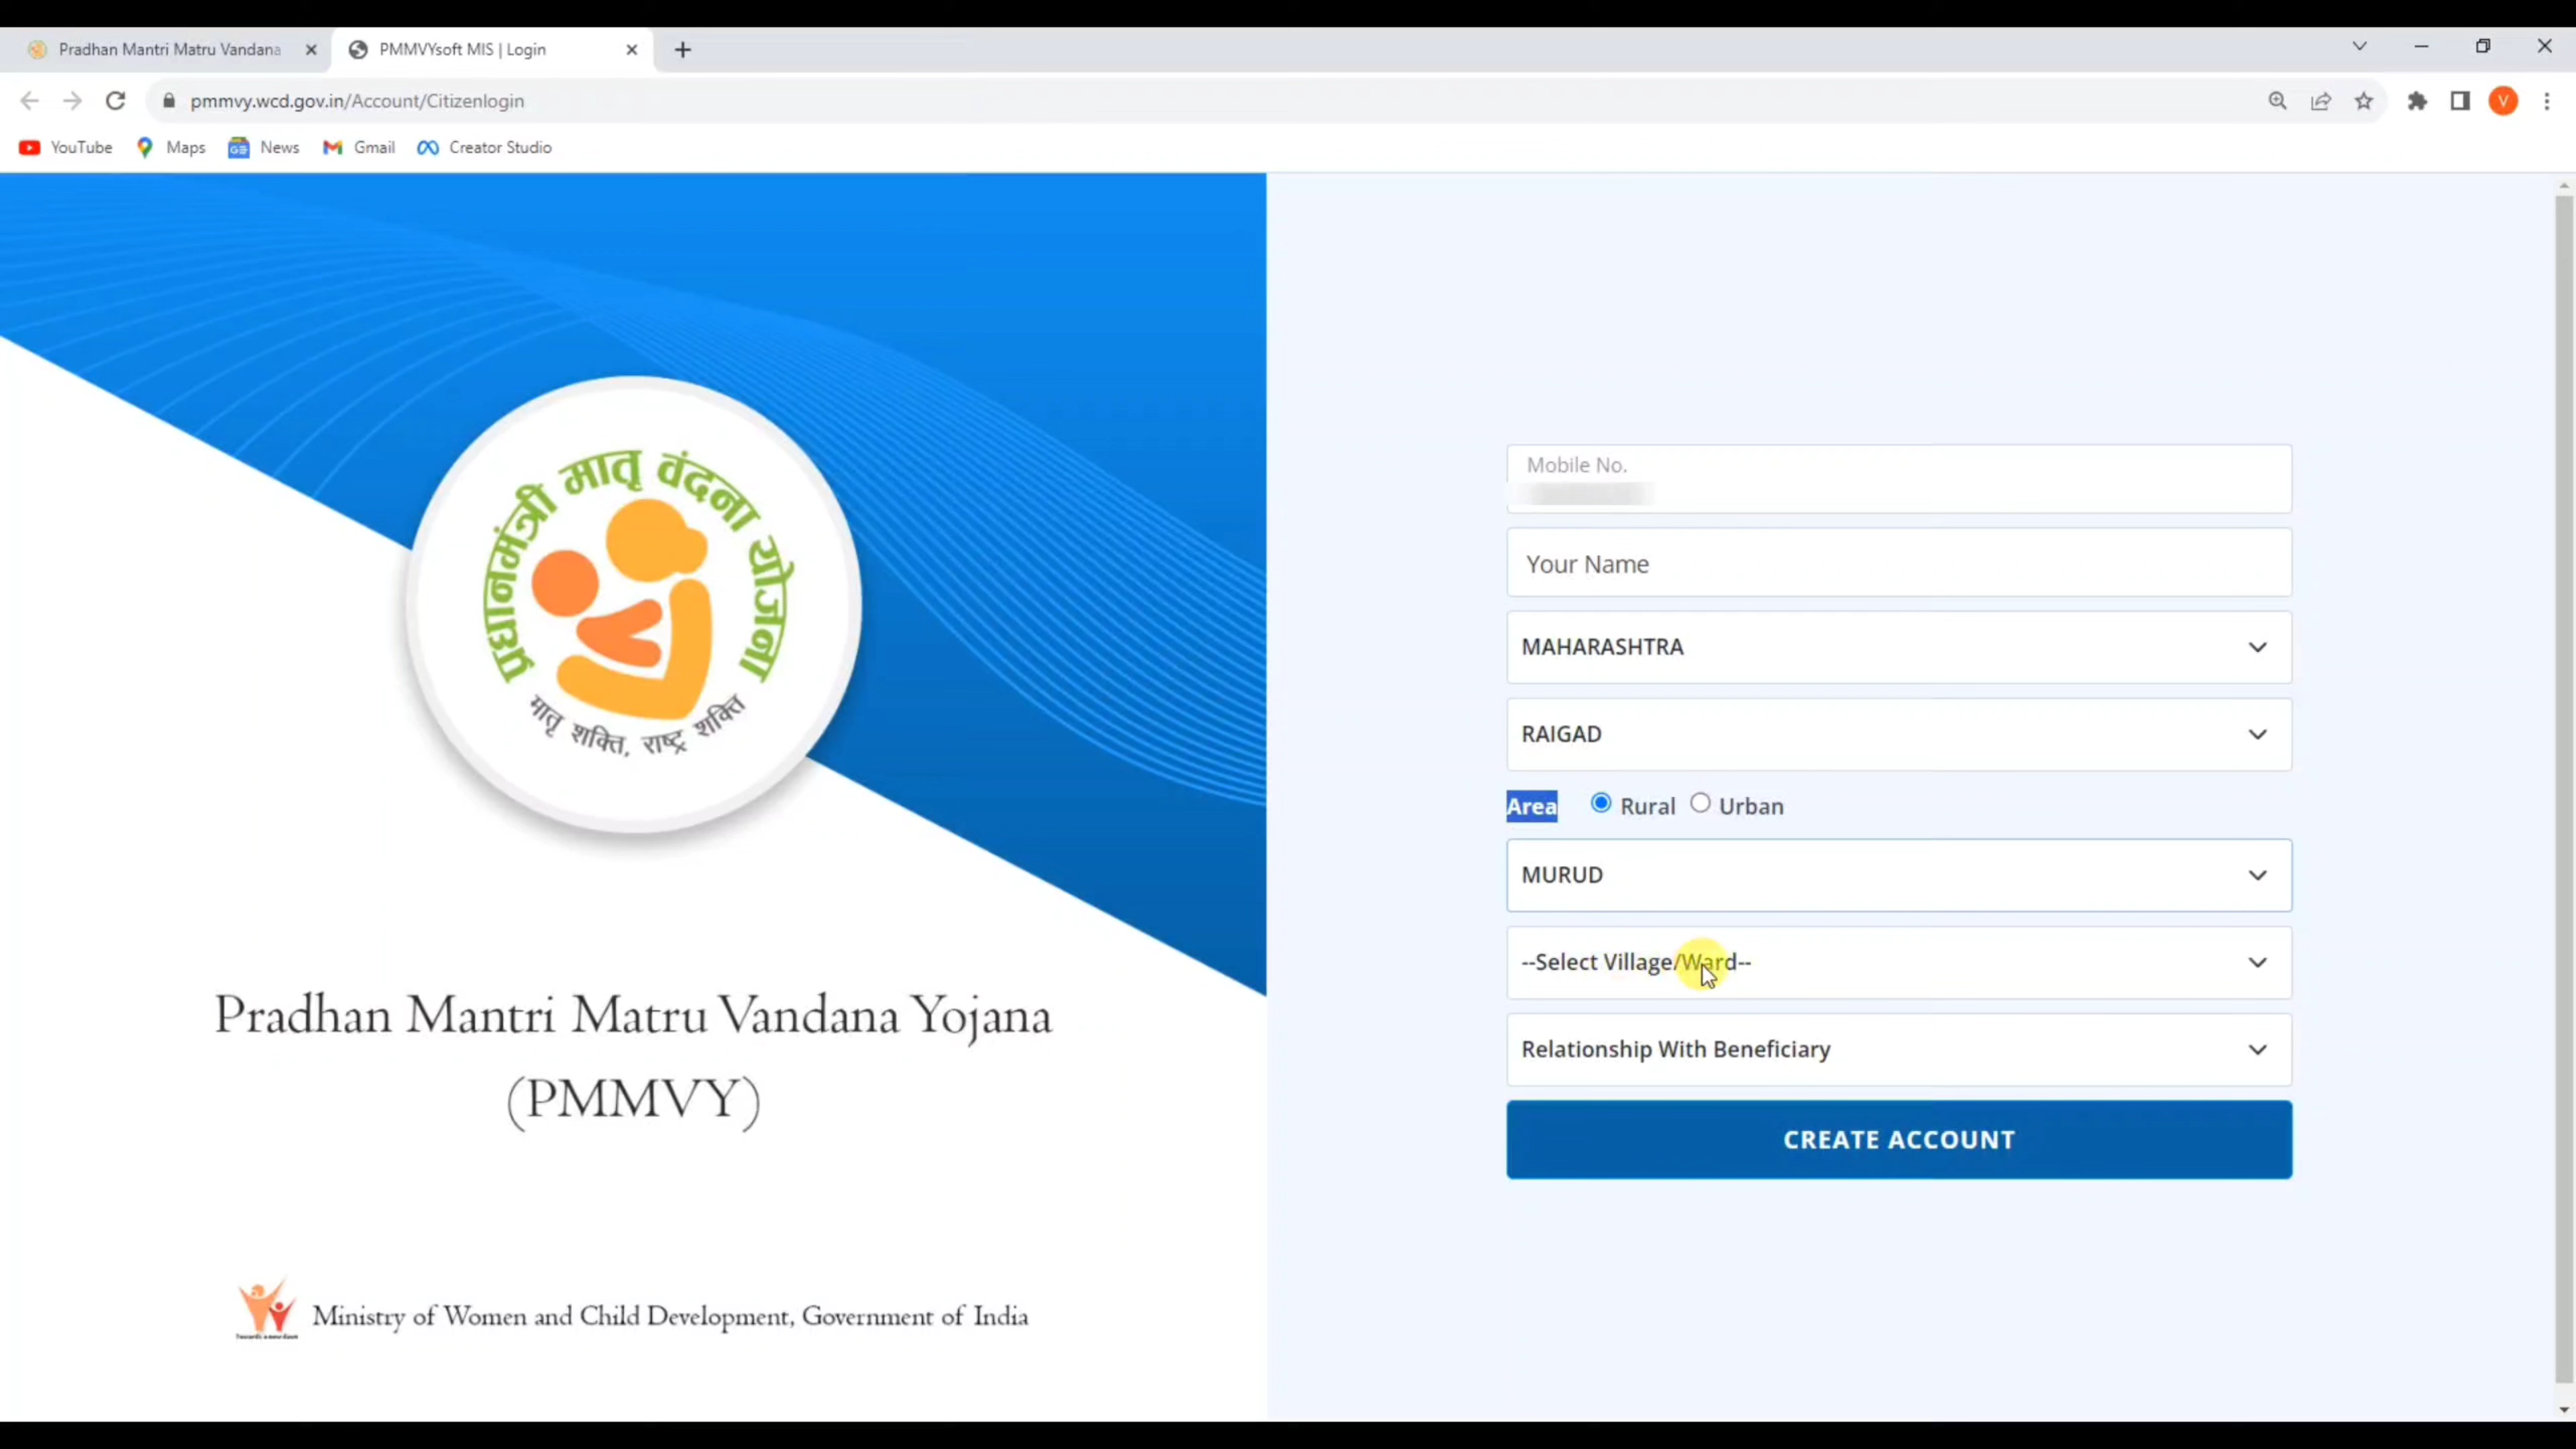 Pradhan Mantri Matru Vandana
PMMVYsoft MIS | Login
pmmvy.wcd.gov.in/Account/Citizenlogin
V
YouTube
Maps
News
Gmail
Creator Studio
प्रधानमंत्री मातृ वंदना योजना
मातृ शक्ति, राष्ट्र शक्ति
Pradhan Mantri Matru Vandana Yojana
(PMMVY)
Towards a new dawn
Ministry of Women and Child Development, Government of India
Mobile No.
Your Name
MAHARASHTRA
RAIGAD
Area Rural Urban
MURUD
--Select Village/Ward--
Relationship With Beneficiary
CREATE ACCOUNT